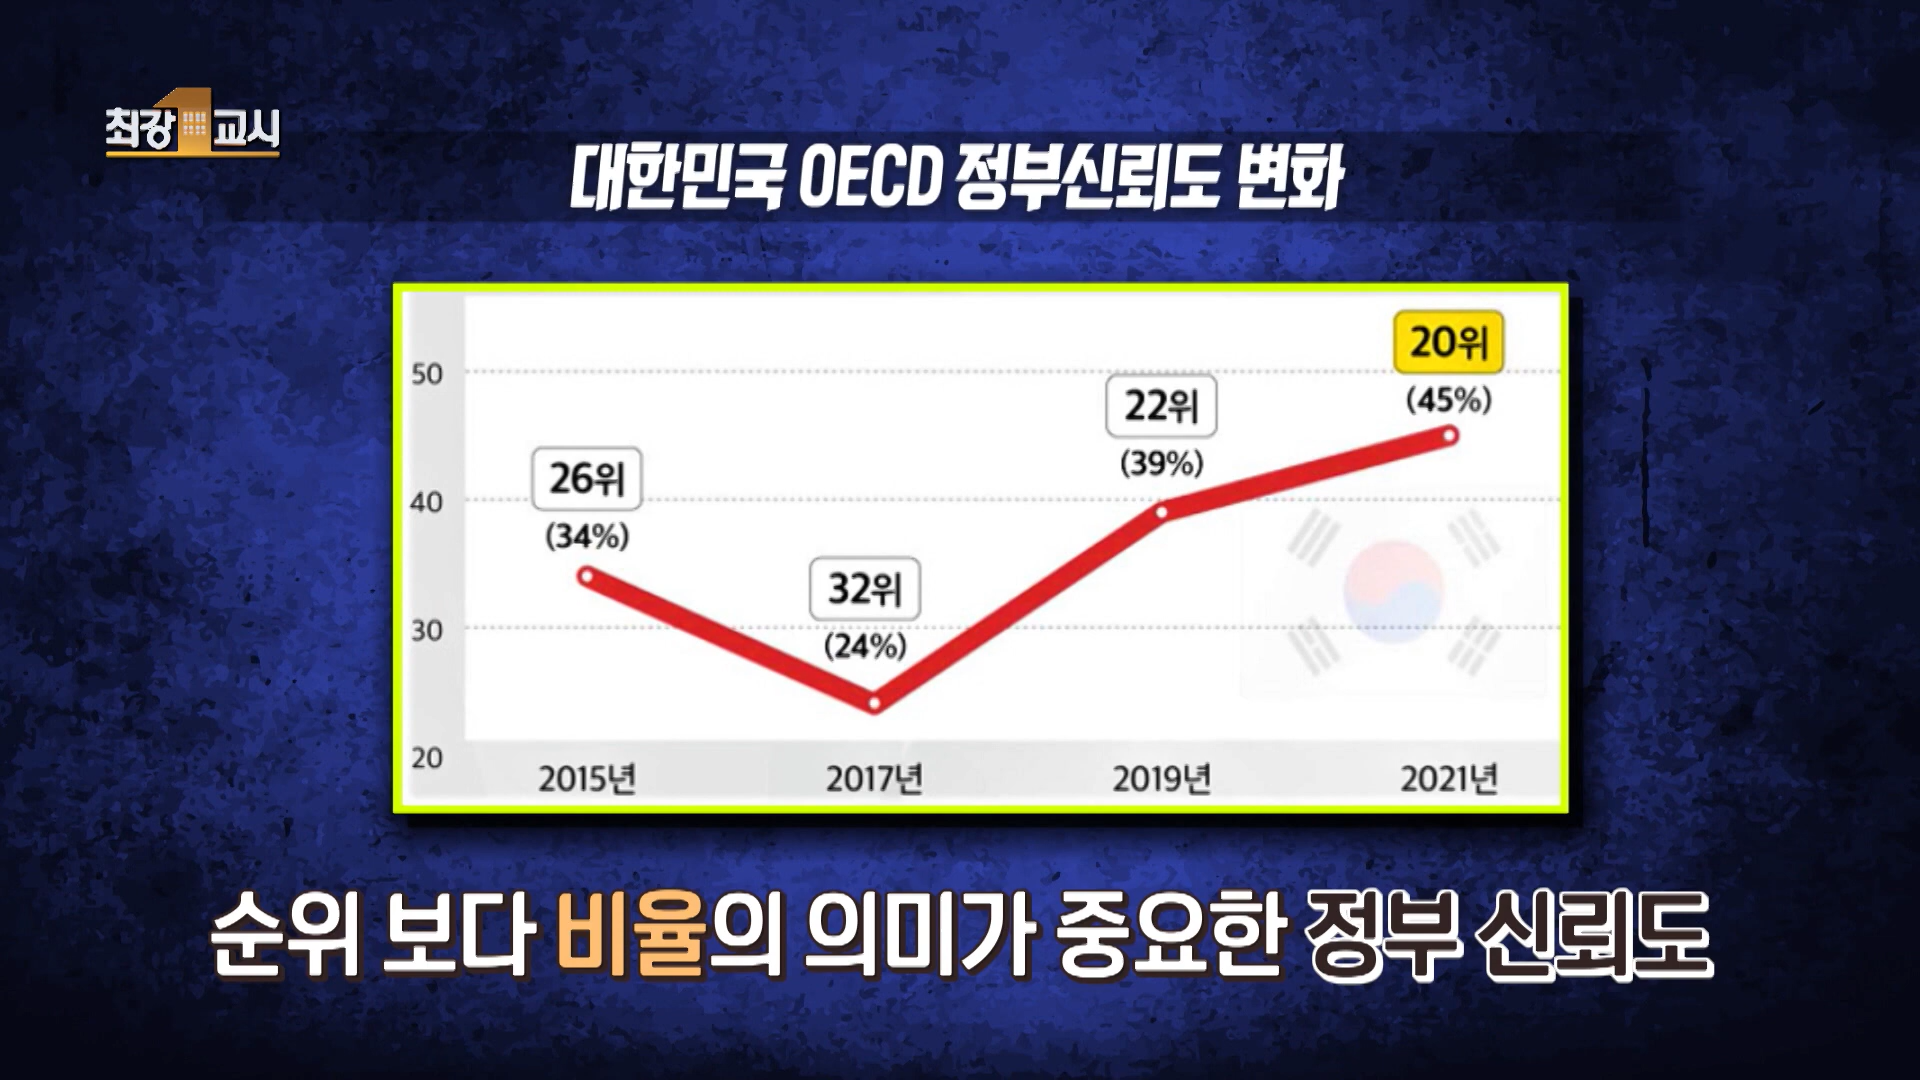 최강1교시
대한민국 OECD 정부신뢰도 변화
50
40
30
20
26위
(34%)
32위
(24%)
22위
(39%)
20위
(45%)
2015년
2017년
2019년
2021년
순위 보다 비율의 의미가 중요한 정부 신뢰도